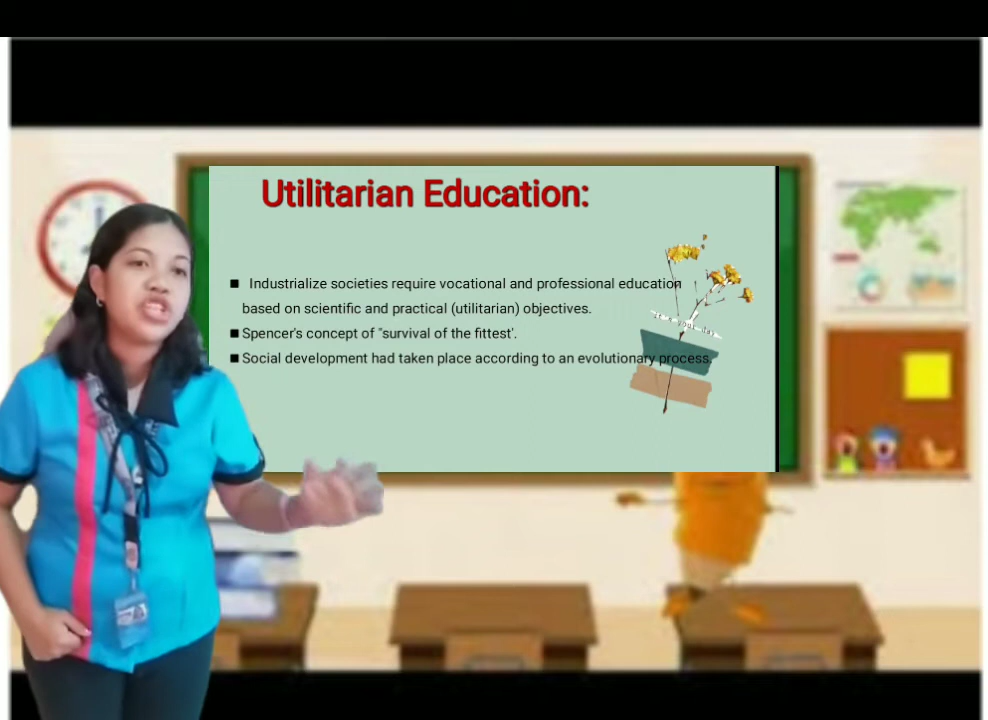 Utilitarian Education:
■ Industrialize societies require vocational and professional education
based on scientific and practical (utilitarian) objectives.
■ Spencer's concept of "survival of the fittest'.
■ Social development had taken place according to an evolutionary process.